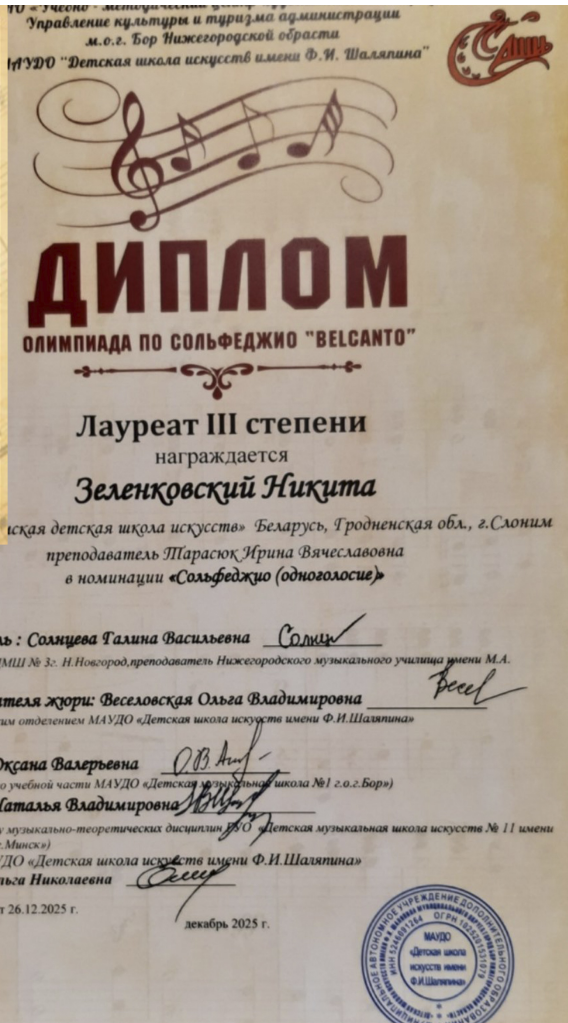 Управление культуры и туризма администрации
м.о.г. Бор Нижегородской области
МАУДО "Детская школа искусств имени Ф.И. Шаляпина"
ДИПЛОМ
ОЛИМПИАДА ПО СОЛЬФЕДЖИО "BELCANTO"
Лауреат III степени
награждается
Зеленковский Никита
детская школа искусств» Беларусь, Гродненская обл., г.Слоним
преподаватель Тарасюк Ирина Вячеславовна
в номинации «Сольфеджио (одноголосие)»
: Солнцева Галина Васильевна
ДМШ № 3г. Н.Новгород,преподаватель Нижегородского музыкального училища имени М.А.
жюри: Веселовская Ольга Владимировна
отделением МАУДО «Детская школа искусств имени Ф.И.Шаляпина»
Оксана Валерьевна
учебной части МАУДО «Детская музыкальная школа №1 г.о.г.Бор»)
Наталья Владимировна
музыкально-теоретических дисциплин ГУО «Детская музыкальная школа искусств № 11 имени
г.Минск»)
«Детская школа искусств имени Ф.И.Шаляпина»
Николаевна
26.12.2025 г.
декабрь 2025 г.
МАУДО
«Детская школа
искусств имени
Ф.И.Шаляпина»